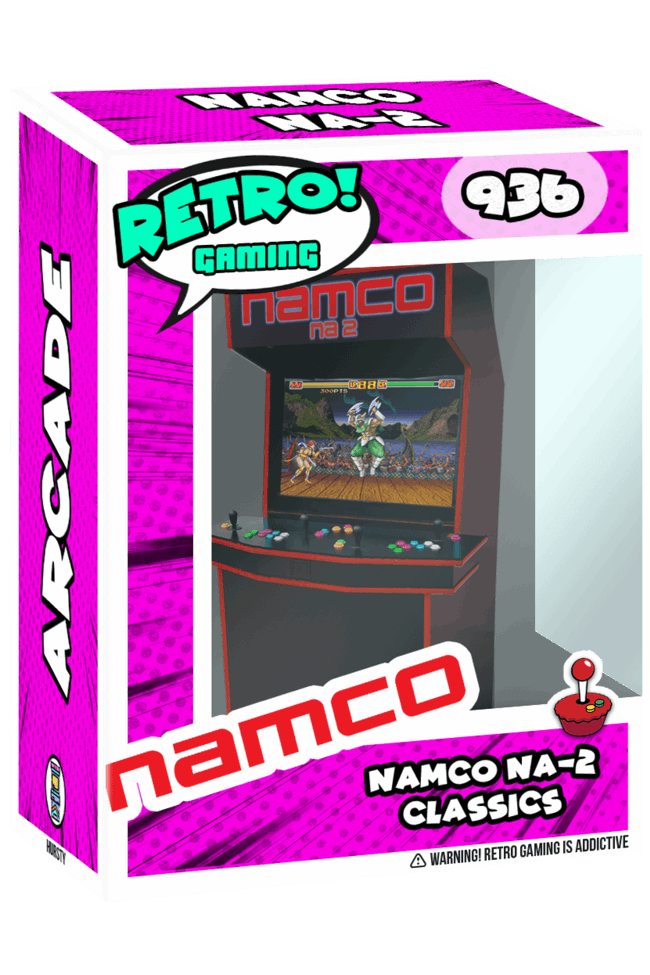 NAMCO
NA-2
RETRO!
GAMING
936
ARCADE
namco
na 2
300PTS
namco
NAMCO NA-2
CLASSICS
WARNING! RETRO GAMING IS ADDICTIVE
HURSTY